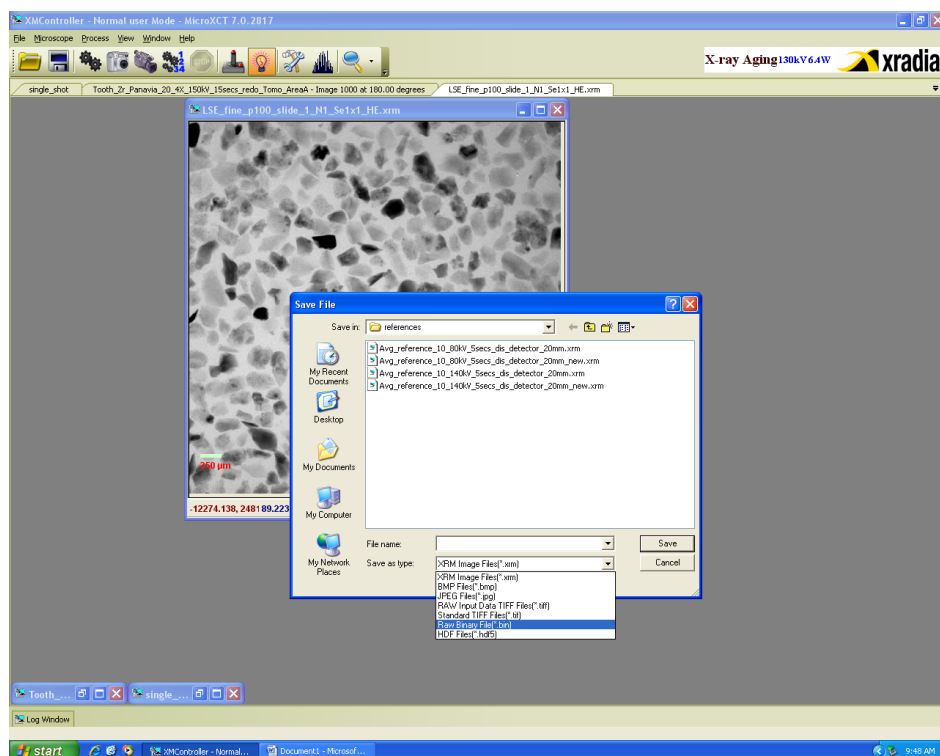 XMController - Normal user Mode - MicroXCT 7.0.2817
File Microscope Process View Window Help
X-ray Aging 130kV 6.4W xradia
single_shot Tooth_Zr_Panavia_20_4X_150kV_15secs_redo_Tomo_AreaA - Image 1000 at 180.00 degrees LSE_fine_p100_slide_1_N1_Se1x1_HE.xrm
LSE_fine_p100_slide_1_N1_Se1x1_HE.xrm
Save File
Save in: references
Avg_reference_10_80kV_5secs_dis_detector_20mm.xrm
Avg_reference_10_80kV_5secs_dis_detector_20mm_new.xrm
Avg_reference_10_140kV_5secs_dis_detector_20mm.xrm
Avg_reference_10_140kV_5secs_dis_detector_20mm_new.xrm
My Recent
Documents
Desktop
My Documents
My Computer
My Network
Places
250 µm
-12274.138, 248189.223
File name:
Save
Save as type: XRM Image Files(*.xrm)
Cancel
XRM Image Files(*.xrm)
BMP Files(*.bmp)
JPEG Files(*.jpg)
RAW Input Data TIFF Files(*.tiff)
Standard TIFF Files(*.tif)
Raw Binary File(*.bin)
HDF Files(*.hdf5)
Tooth_... single_...
Log Window
start XMController - Normal... Document1 - Microsof... 9:48 AM